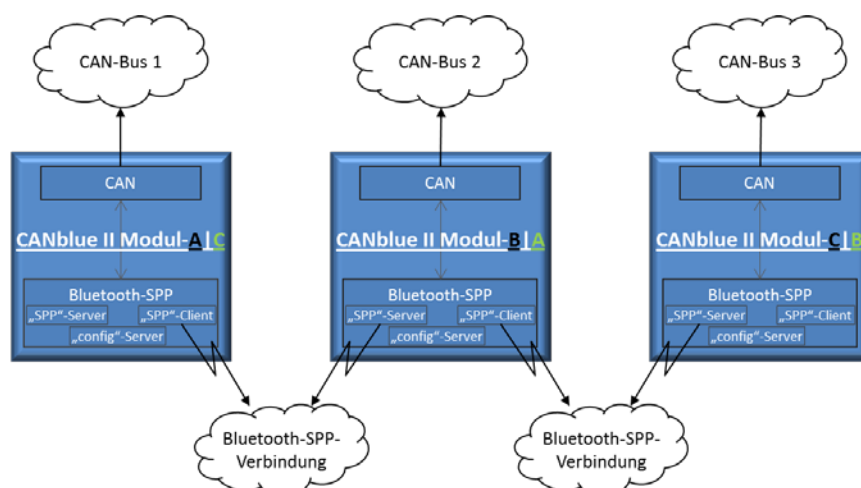 CAN-Bus 1
CAN-Bus 2
CAN-Bus 3
CAN
CAN
CAN
CANblue II Modul-A|C
CANblue II Modul-B|A
CANblue II Modul-C|B
Bluetooth-SPP
„SPP“-Server
„SPP“-Client
„config“-Server
Bluetooth-SPP
„SPP“-Server
„SPP“-Client
„config“-Server
Bluetooth-SPP
„SPP“-Server
„SPP“-Client
„config“-Server
Bluetooth-SPP-
Verbindung
Bluetooth-SPP-
Verbindung